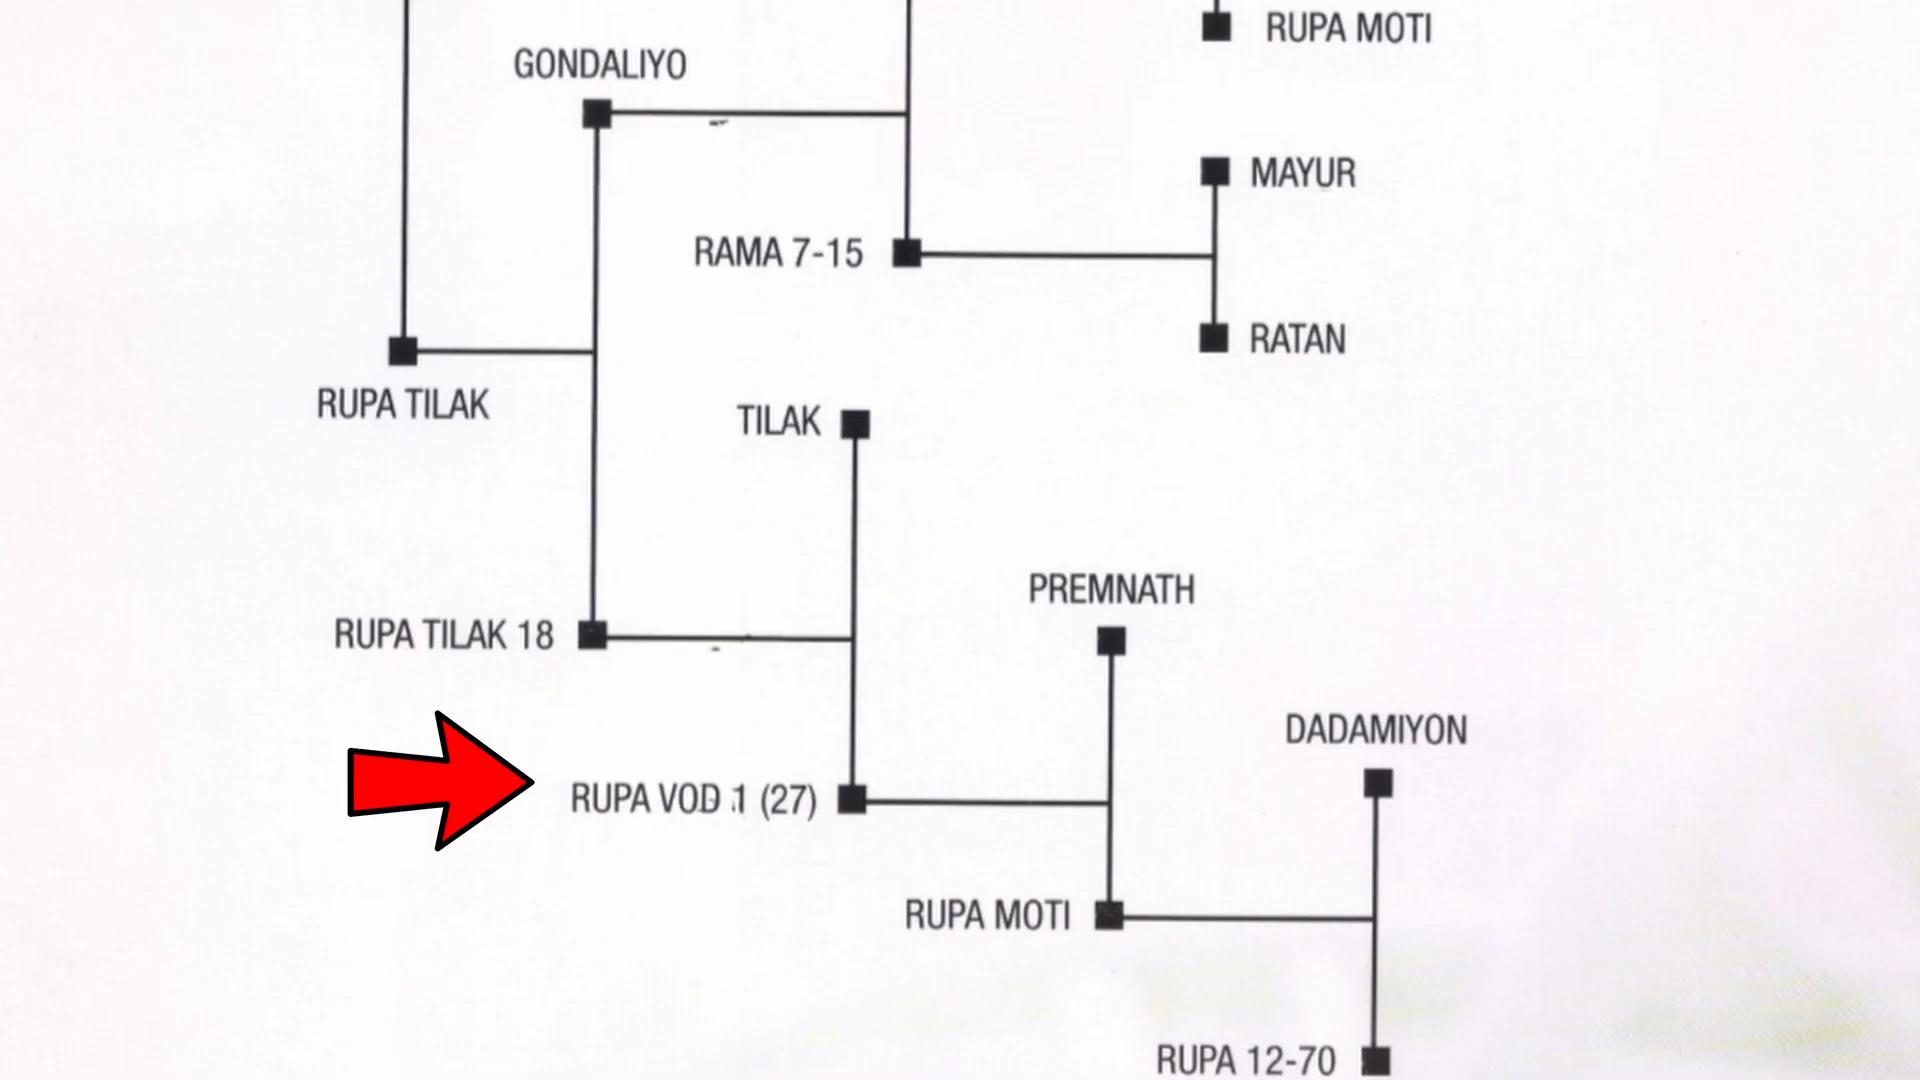 RUPA MOTI
GONDALIYO
MAYUR
RAMA 7-15
RATAN
RUPA TILAK
TILAK
PREMNATH
RUPA TILAK 18
DADAMIYON
RUPA VOD 1 (27)
RUPA MOTI
RUPA 12-70